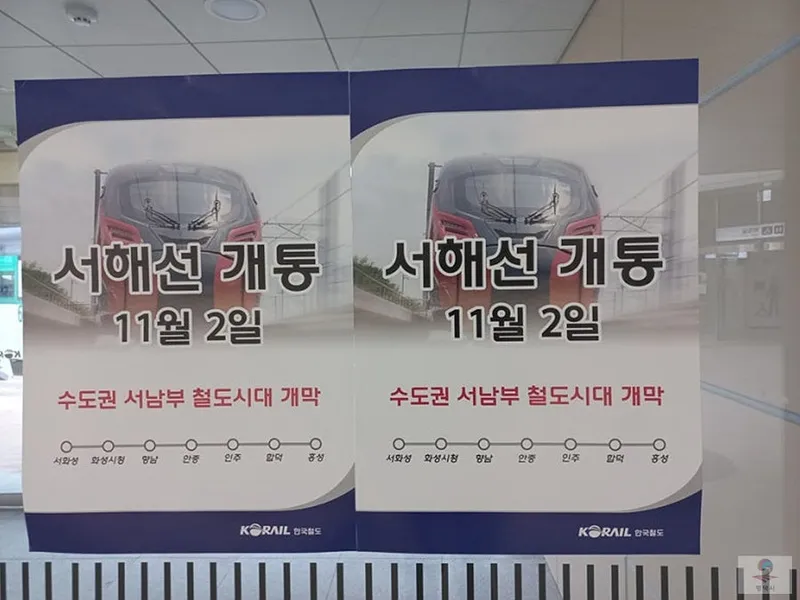 서해선 개통
11월 2일
수도권 서남부 철도시대 개막
서화성 화성시청 향남 안중 인주 합덕 홍성
KORAIL 한국철도
서해선 개통
11월 2일
수도권 서남부 철도시대 개막
서화성 화성시청 향남 안중 인주 합덕 홍성
KORAIL 한국철도
평택시